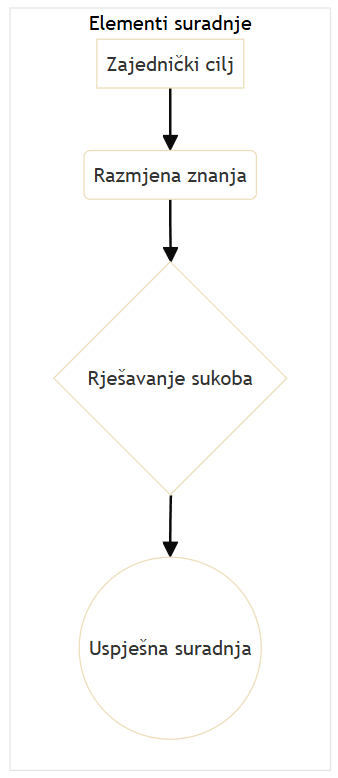 Elementi suradnje
Zajednički cilj
Razmjena znanja
Rješavanje sukoba
Uspješna suradnja